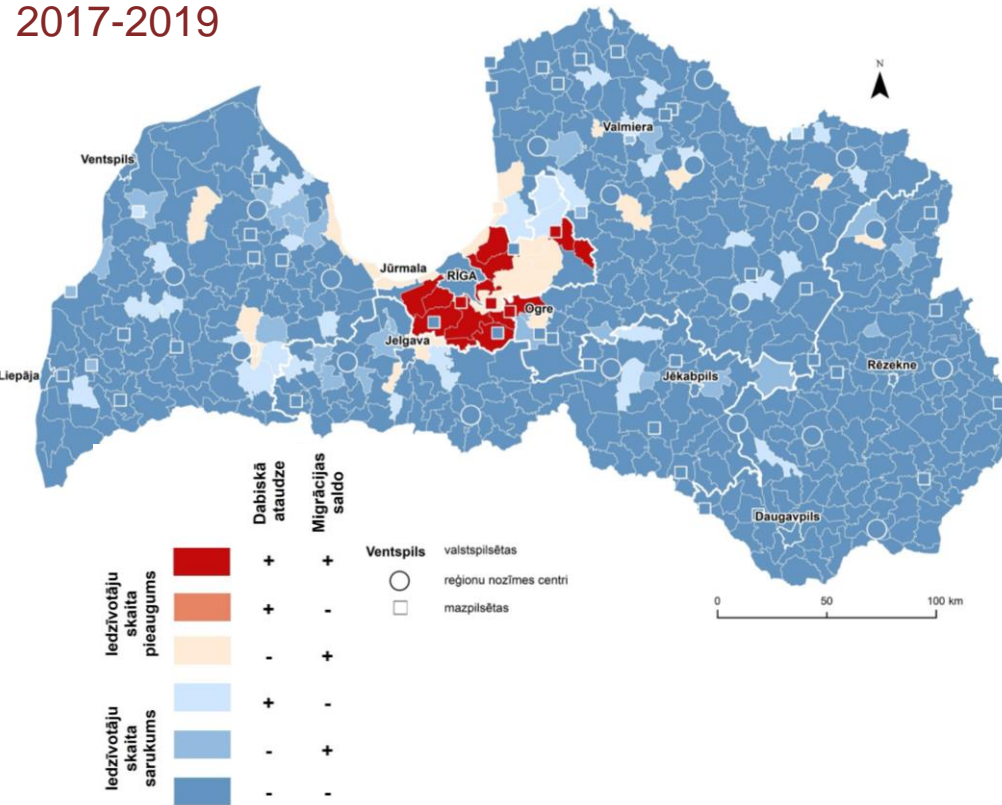 2017-2019
N
Valmiera
Ventspils
Jūrmala
RĪGA
Ogre
Jelgava
Liepāja
Jēkabpils
Rēzekne
Daugavpils
Dabiskā
ataudze
Migrācijas
saldo
Iedzīvotāju
skaita
pieaugums
+ +
+ -
- +
Iedzīvotāju
skaita
sarukums
+ -
- +
- -
Ventspils valstspilsētas
reģionu nozīmes centri
mazpilsētas
0 50 100 km